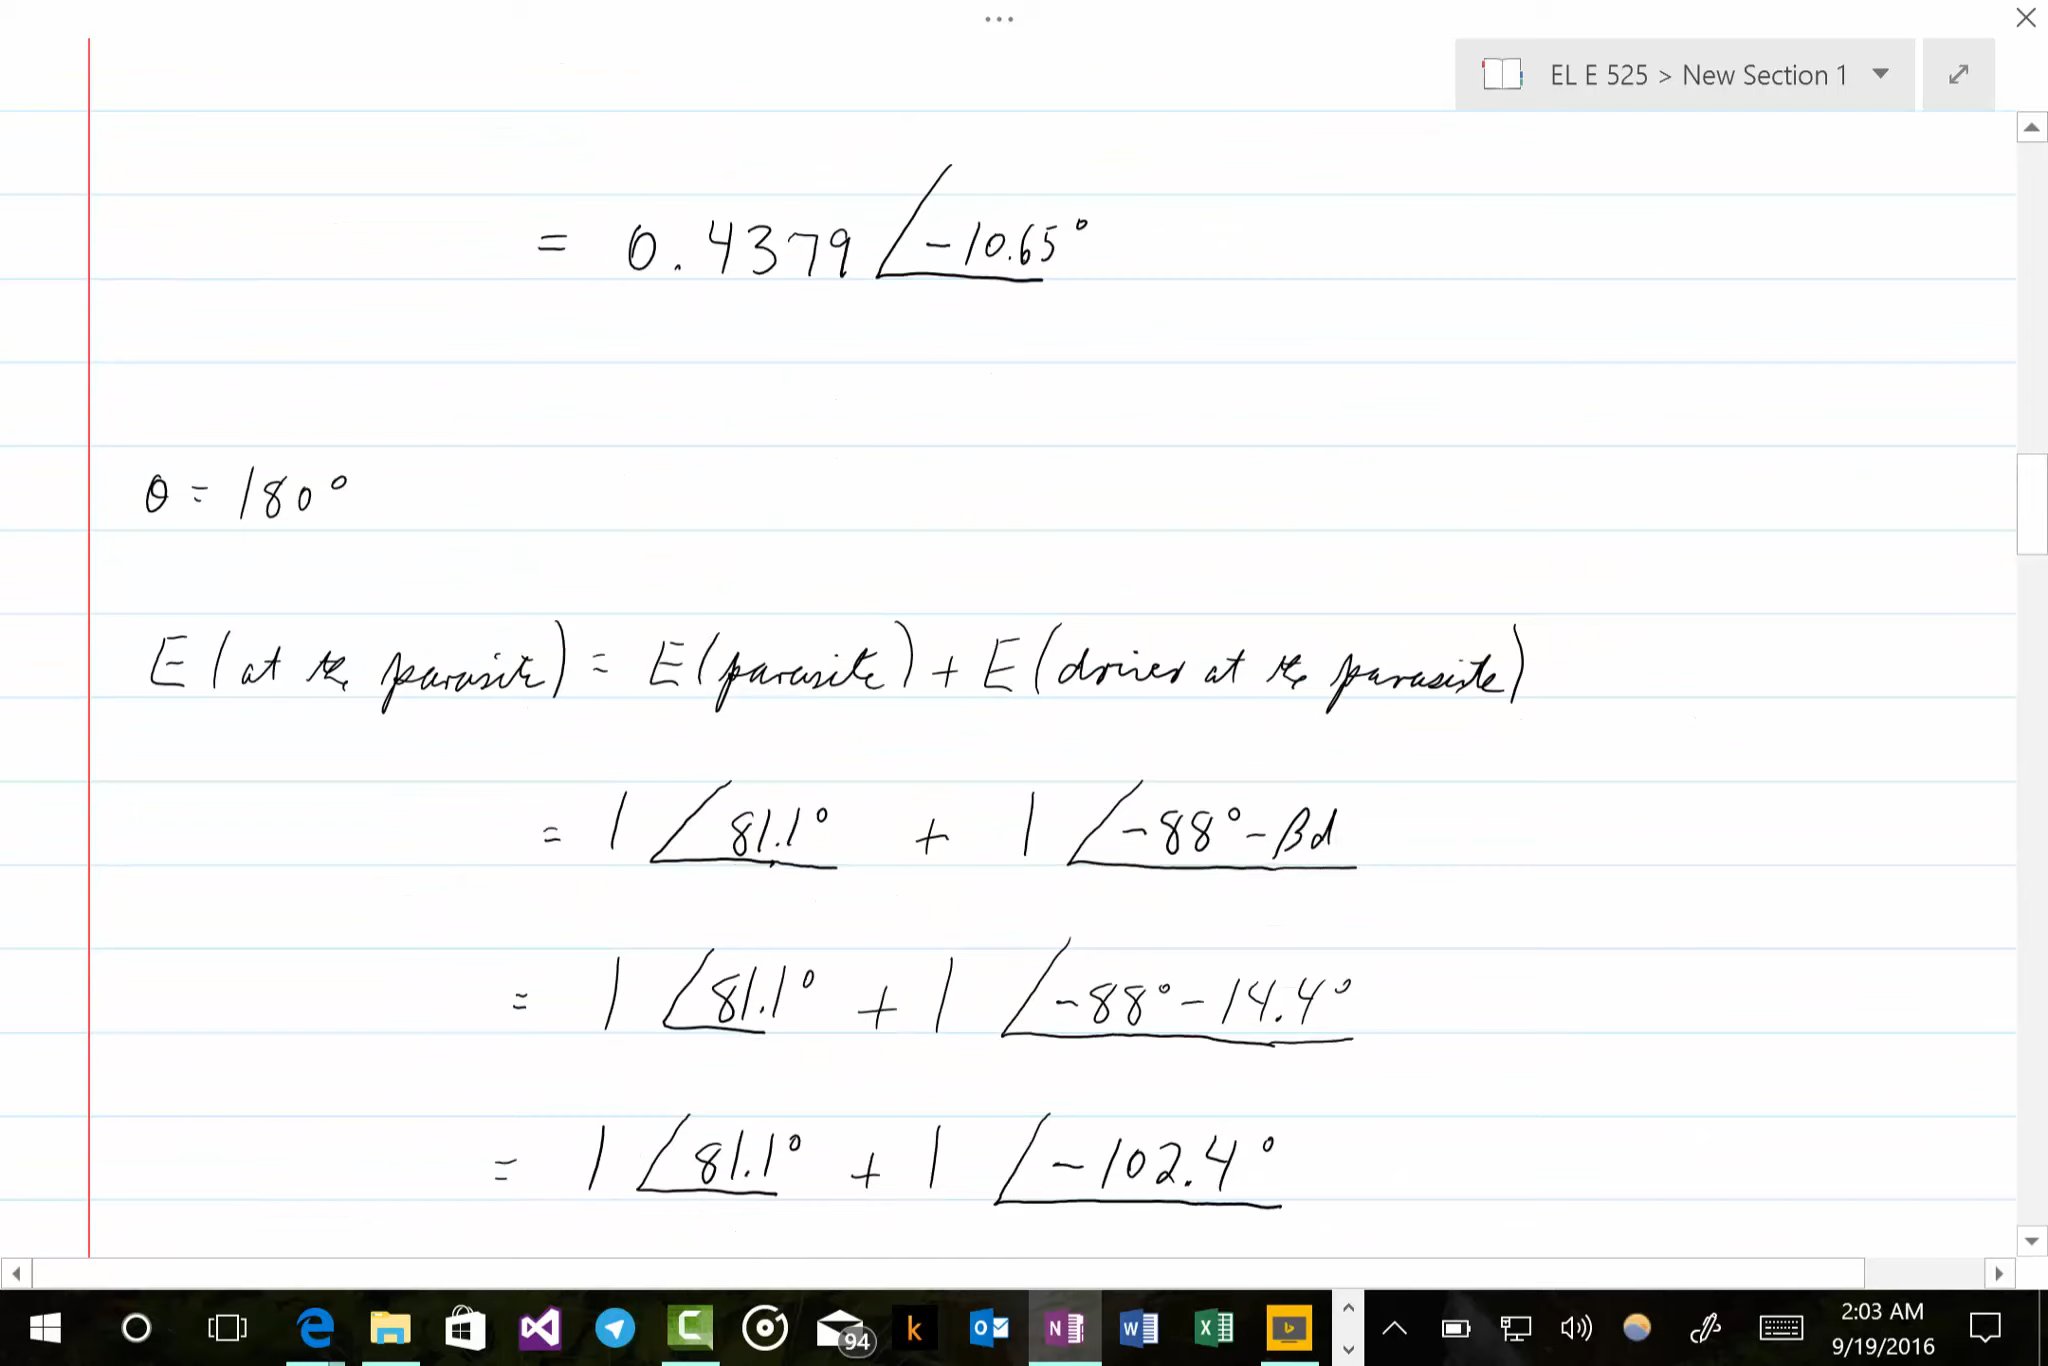 EL E 525 > New Section 1
= 0.4379 ∠-10.65°
θ = 180°
E(at the parasite) = E(parasite) + E(driver at the parasite)
= 1 ∠81.1° + 1 ∠-88°-βd
= 1 ∠81.1° + 1 ∠-88°-14.4°
= 1 ∠81.1° + 1 ∠-102.4°
94
2:03 AM
9/19/2016